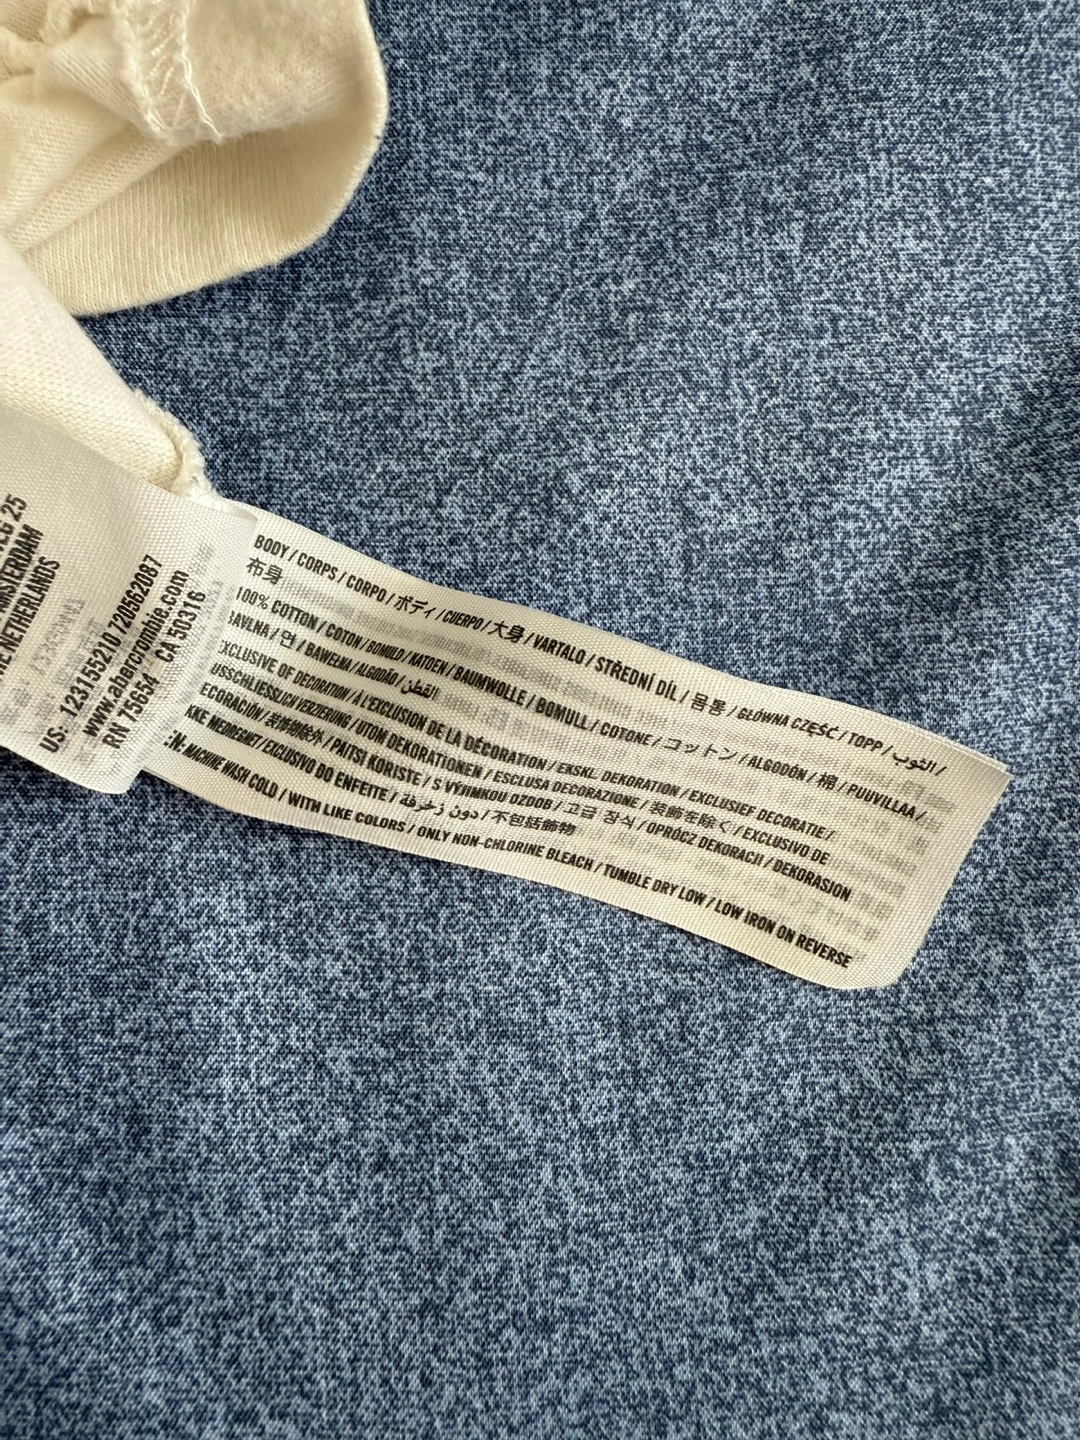 25
AMSTERDAM
NETHERLANDS
US: 123155210 720562087
www.abercrombie.com
RN 75654 CA 50316
BODY / CORPS / CORPO / ボディ / CUERPO / 大身 / VARTALO / STŘEDNÍ DÍL / 몸통 / GŁÓWNA CZĘŚĆ / TOPP / الثوب /
布身
100% COTTON / COTON / BOMULD / KATOEN / BAUMWOLLE / BOMULL / COTONE / コットン / ALGODÓN / 棉 / PUUVILLAA /
BAVLNA / 면 / BAWEŁNA / ALGODÃO / القطن
EXCLUSIVE OF DECORATION / À L'EXCLUSION DE LA DÉCORATION / EKSKL. DEKORATION / EXCLUSIEF DECORATIE /
USSCHLIESSLICH VERZIERUNG / UTOM DEKORATIONEN / ESCLUSA DECORAZIONE / 装飾を除く / EXCLUSIVO DE
ECORACIÓN / 装饰物除外 / PAITSI KORISTE / S VÝJIMKOU OZDOB / 고급 장식 / OPRÓCZ DEKORACJI / DEKORASJON
KKE MEDREGNET / EXCLUSIVO DO ENFEITE / دون زخرفة / 不包括飾物
EN: MACHINE WASH COLD / WITH LIKE COLORS / ONLY NON-CHLORINE BLEACH / TUMBLE DRY LOW / LOW IRON ON REVERSE